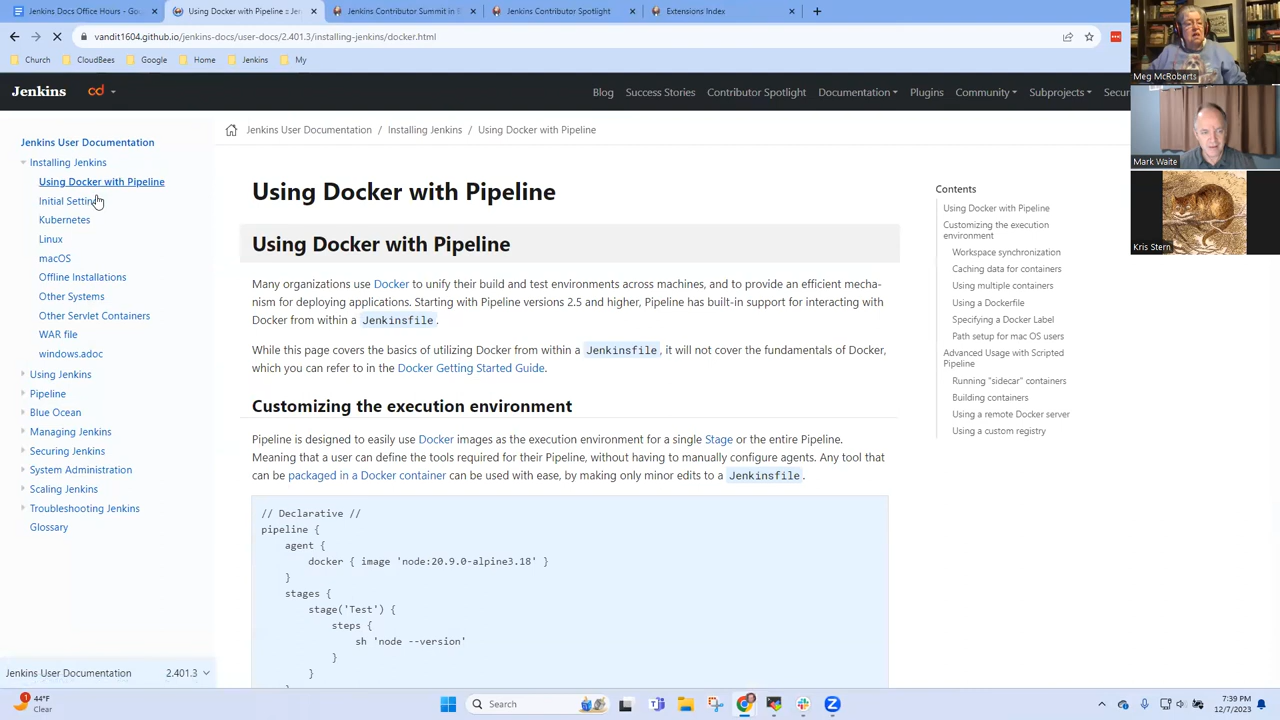 Docs Office Hours - Goo
Using Docker with Pipeline :: Jen
Jenkins Contributor Summit in B
Jenkins Contributor Spotlight
Extensions Index
vandit1604.github.io/jenkins-docs/user-docs/2.401.3/installing-jenkins/docker.html
Church
CloudBees
Google
Home
Jenkins
My
Jenkins
cd
Blog
Success Stories
Contributor Spotlight
Documentation
Plugins
Community
Subprojects
Secur
Meg McRoberts
Mark Waite
Kris Stern
Jenkins User Documentation
Installing Jenkins
Using Docker with Pipeline
Initial Settin
Kubernetes
Linux
macOS
Offline Installations
Other Systems
Other Servlet Containers
WAR file
windows.adoc
Using Jenkins
Pipeline
Blue Ocean
Managing Jenkins
Securing Jenkins
System Administration
Scaling Jenkins
Troubleshooting Jenkins
Glossary
Jenkins User Documentation 2.401.3
Jenkins User Documentation / Installing Jenkins / Using Docker with Pipeline
Using Docker with Pipeline
Using Docker with Pipeline
Many organizations use Docker to unify their build and test environments across machines, and to provide an efficient mecha-
nism for deploying applications. Starting with Pipeline versions 2.5 and higher, Pipeline has built-in support for interacting with
Docker from within a Jenkinsfile.
While this page covers the basics of utilizing Docker from within a Jenkinsfile, it will not cover the fundamentals of Docker,
which you can refer to in the Docker Getting Started Guide.
Customizing the execution environment
Pipeline is designed to easily use Docker images as the execution environment for a single Stage or the entire Pipeline.
Meaning that a user can define the tools required for their Pipeline, without having to manually configure agents. Any tool that
can be packaged in a Docker container can be used with ease, by making only minor edits to a Jenkinsfile.
// Declarative //
pipeline {
agent {
docker { image 'node:20.9.0-alpine3.18' }
}
stages {
stage('Test') {
steps {
sh 'node --version'
}
}
}
Contents
Using Docker with Pipeline
Customizing the execution
environment
Workspace synchronization
Caching data for containers
Using multiple containers
Using a Dockerfile
Specifying a Docker Label
Path setup for mac OS users
Advanced Usage with Scripted
Pipeline
Running "sidecar" containers
Building containers
Using a remote Docker server
Using a custom registry
1
44°F
Clear
Search
7:39 PM
12/7/2023